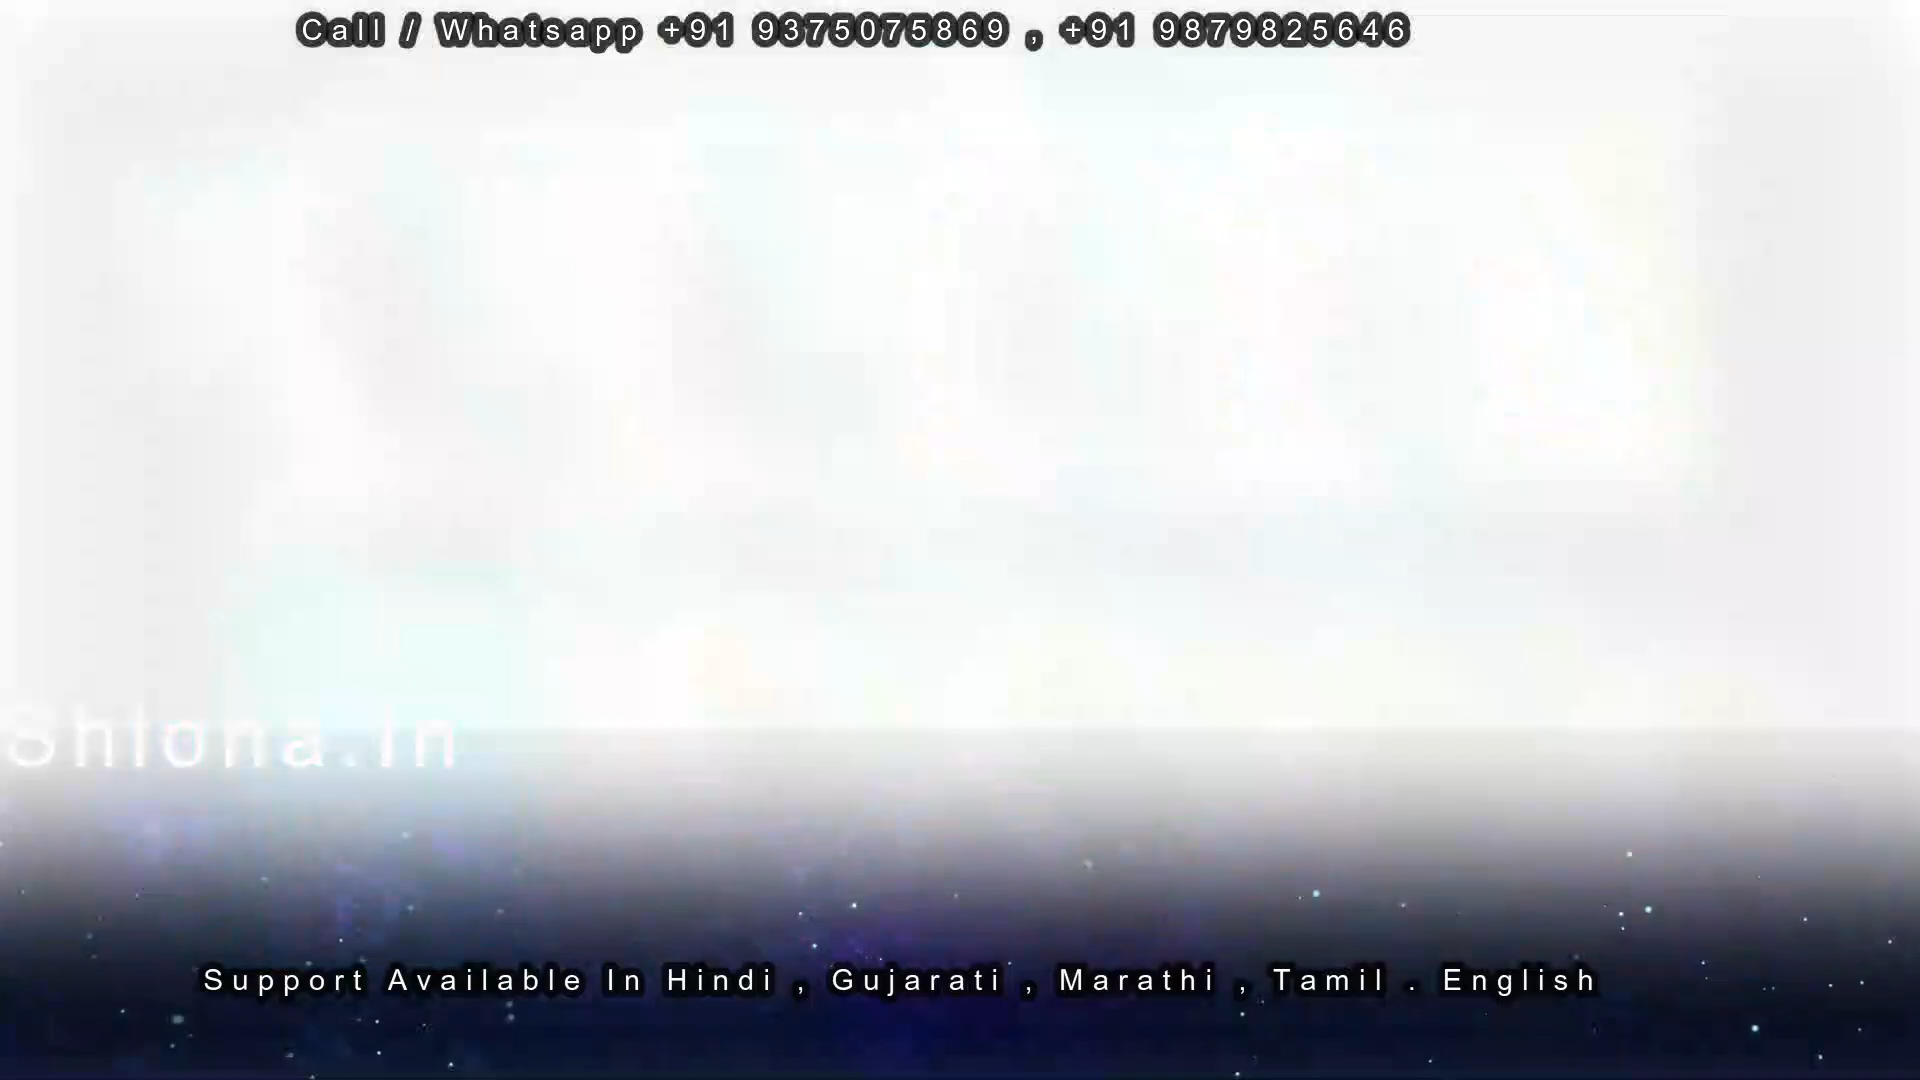 Call / Whatsapp +91 9375075869 , +91 9879825646
Shlona.in
Support Available In Hindi , Gujarati , Marathi , Tamil . English